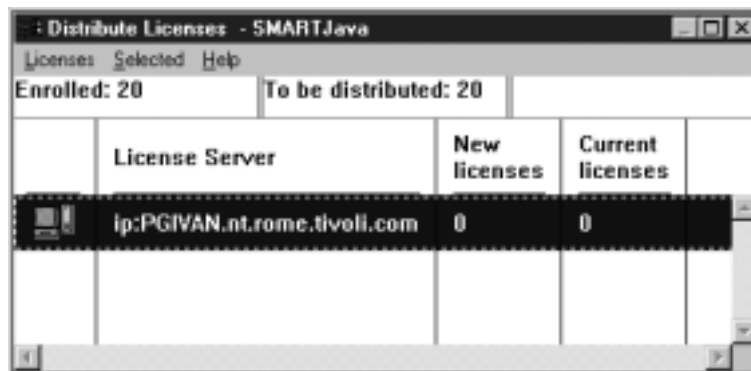 Distribute Licenses - SMARTJava
Licenses Selected Help
Enrolled: 20 To be distributed: 20
License Server New licenses Current licenses
ip:PGIVAN.nt.rome.tivoli.com 0 0